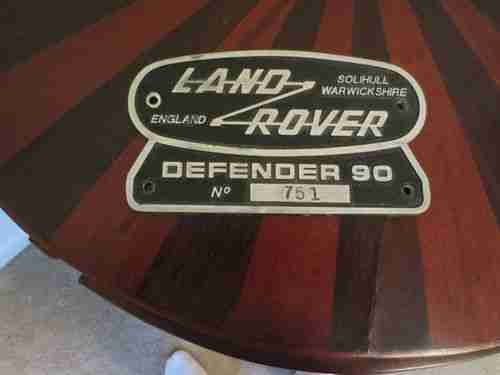 LAND ROVER
SOLIHULL
WARWICKSHIRE
ENGLAND
DEFENDER 90
Nº 751